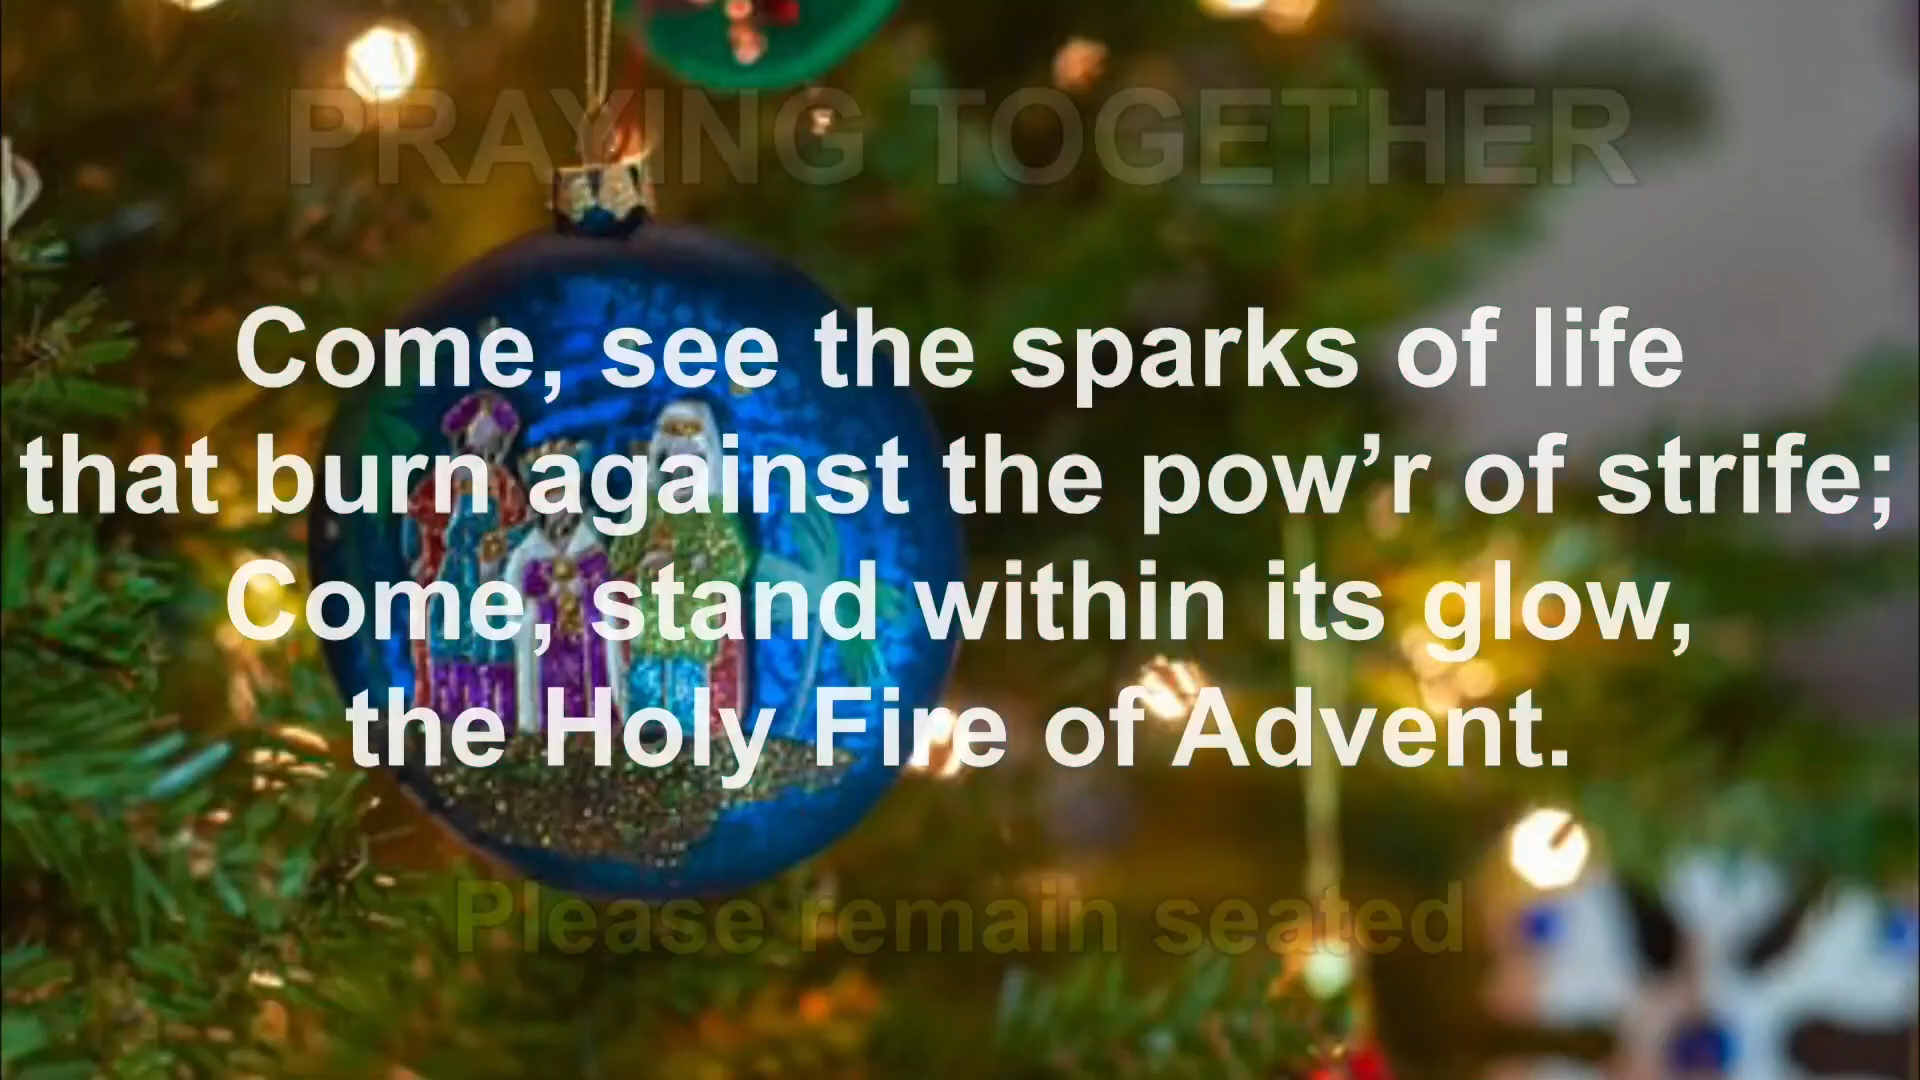 PRAYING TOGETHER
Come, see the sparks of life
that burn against the pow’r of strife;
Come, stand within its glow,
the Holy Fire of Advent.
Please remain seated